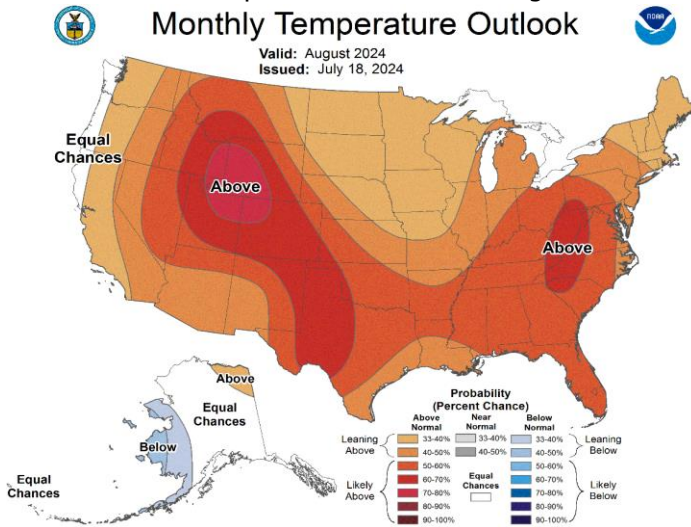 Monthly Temperature Outlook
Valid: August 2024
Issued: July 18, 2024
NOAA
Equal
Chances
Above
Above
Above
Equal
Chances
Below
Equal
Chances
Probability
(Percent Chance)
Above
Normal
Near
Normal
Below
Normal
Leaning
Above
33-40%
40-50%
33-40%
40-50%
33-40%
40-50%
Leaning
Below
Likely
Above
50-60%
60-70%
70-80%
80-90%
90-100%
Equal
Chances
50-60%
60-70%
70-80%
80-90%
90-100%
Likely
Below